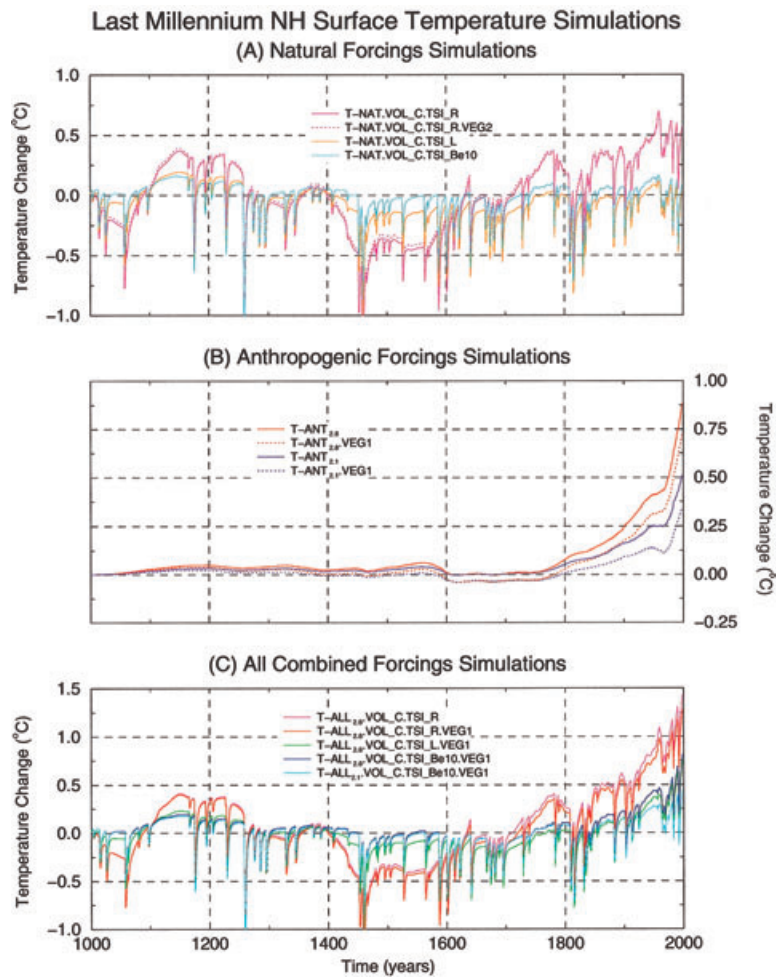 Last Millennium NH Surface Temperature Simulations
(A) Natural Forcings Simulations
1.0
0.5
0.0
−0.5
−1.0
Temperature Change (°C)
T−NAT.VOL_C.TSI_R
T−NAT.VOL_C.TSI_R.VEG2
T−NAT.VOL_C.TSI_L
T−NAT.VOL_C.TSI_Be10
(B) Anthropogenic Forcings Simulations
1.00
0.75
0.50
0.25
0.00
−0.25
Temperature Change (°C)
T−ANT2.8
T−ANT2.8.VEG1
T−ANT2.1
T−ANT2.1.VEG1
(C) All Combined Forcings Simulations
1.5
1.0
0.5
0.0
−0.5
−1.0
Temperature Change (°C)
T−ALL2.8.VOL_C.TSI_R
T−ALL2.8.VOL_C.TSI_R.VEG1
T−ALL2.8.VOL_C.TSI_L.VEG1
T−ALL2.8.VOL_C.TSI_Be10.VEG1
T−ALL2.1.VOL_C.TSI_Be10.VEG1
1000 1200 1400 1600 1800 2000
Time (years)